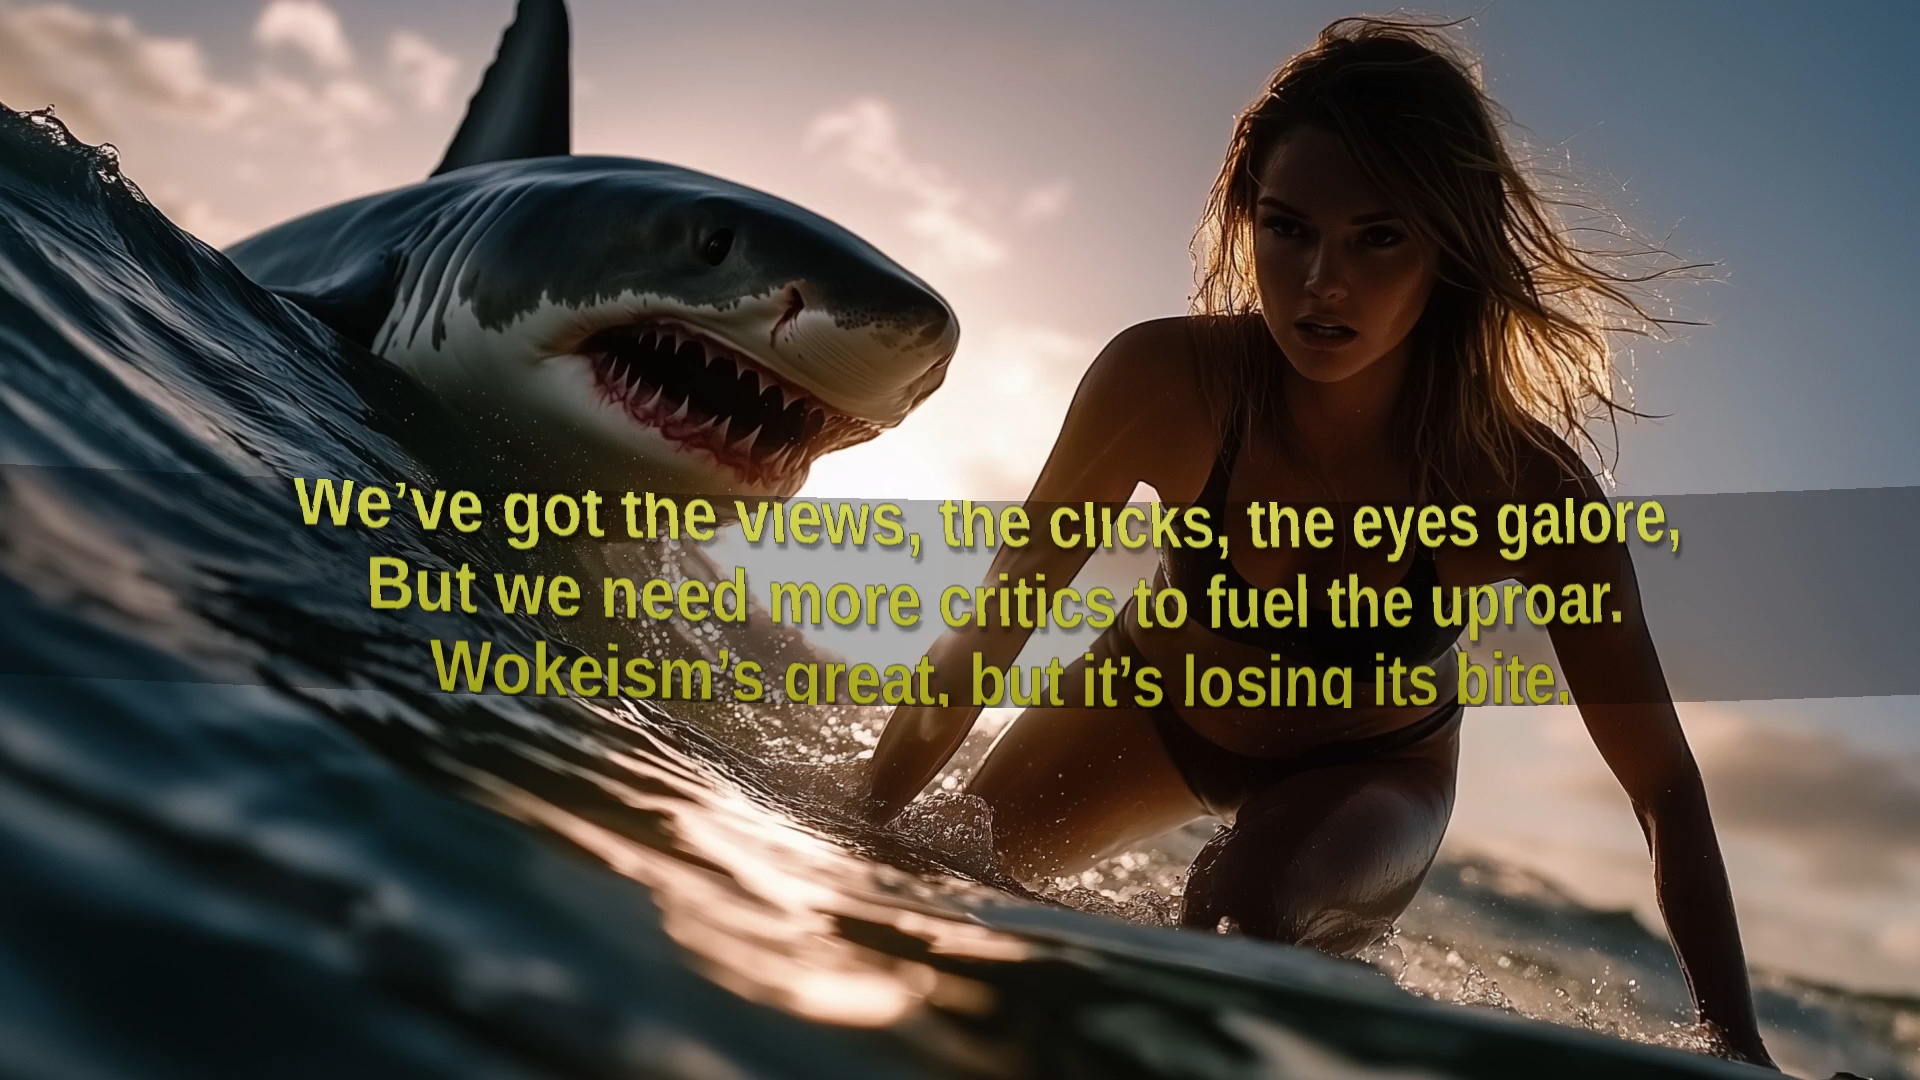 We’ve got the views, the clicks, the eyes galore,
But we need more critics to fuel the uproar.
Wokeism’s great, but it’s losing its bite,